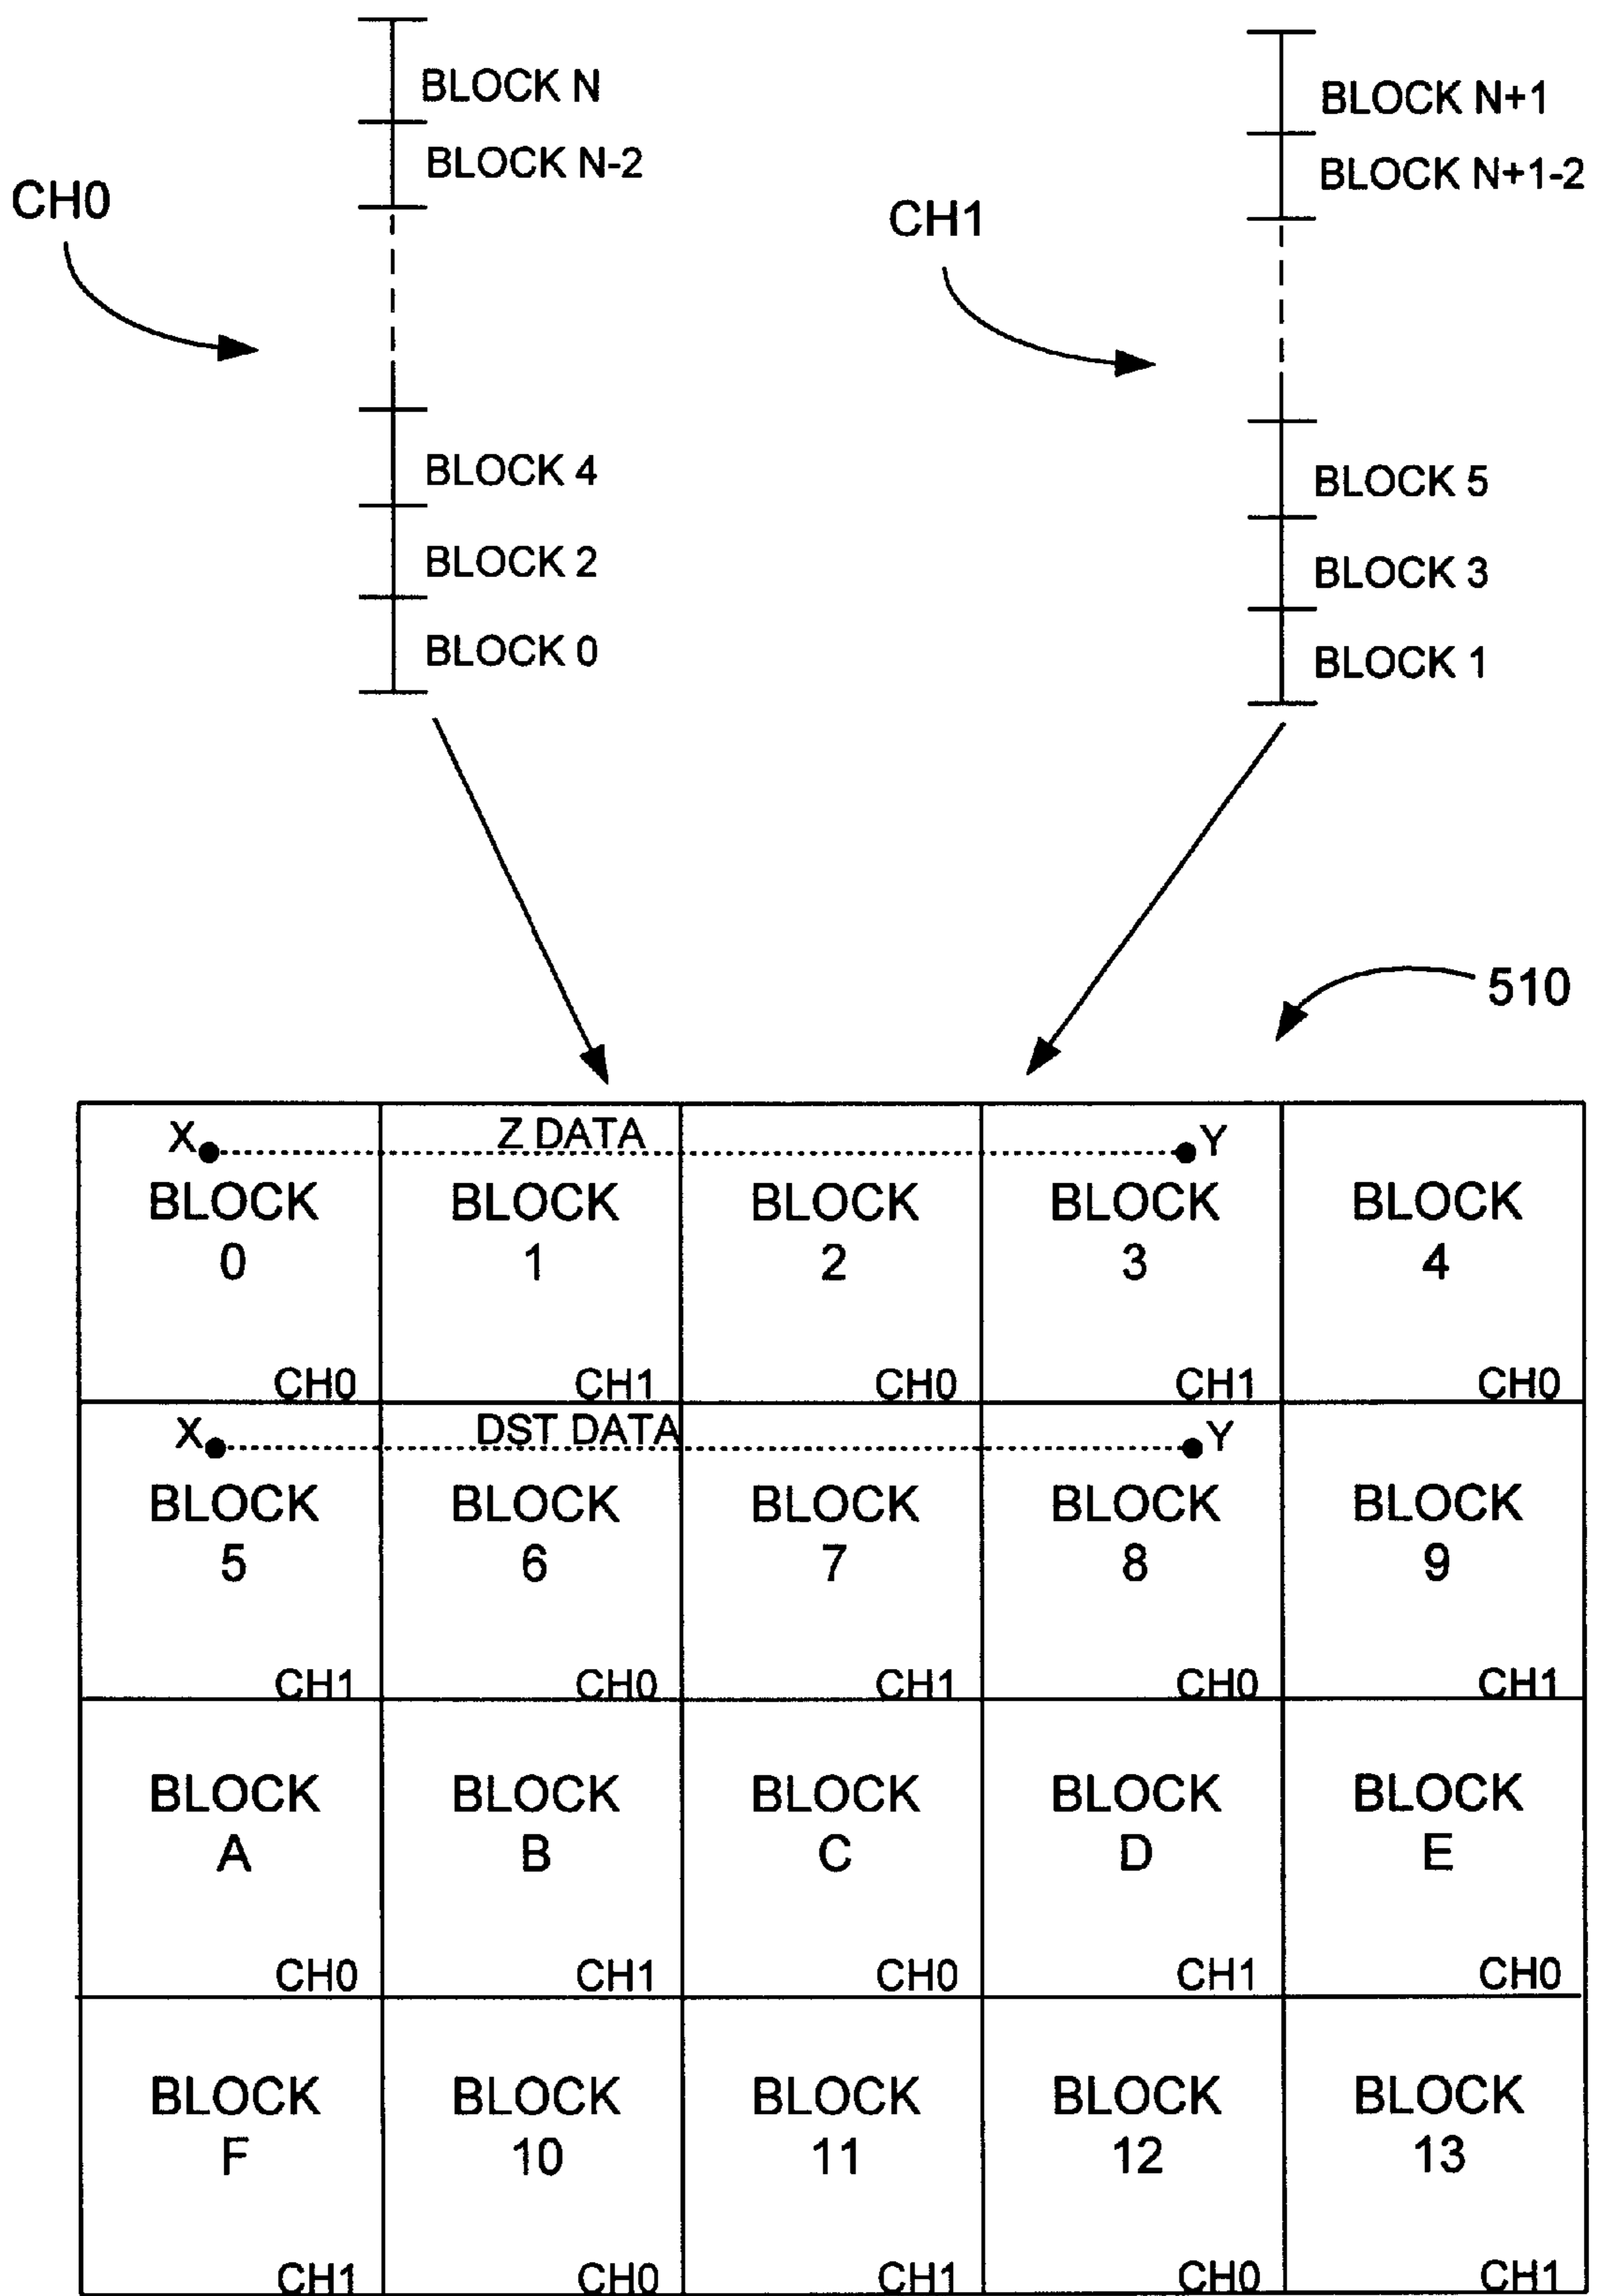 BLOCK N
BLOCK N-2
CH0
BLOCK 4
BLOCK 2
BLOCK 0
BLOCK N+1
BLOCK N+1-2
CH1
BLOCK 5
BLOCK 3
BLOCK 1
510
X Z DATA Y
BLOCK BLOCK BLOCK BLOCK BLOCK
0 1 2 3 4
CH0 CH1 CH0 CH1 CH0
X DST DATA Y
BLOCK BLOCK BLOCK BLOCK BLOCK
5 6 7 8 9
CH1 CH0 CH1 CH0 CH1
BLOCK BLOCK BLOCK BLOCK BLOCK
A B C D E
CH0 CH1 CH0 CH1 CH0
BLOCK BLOCK BLOCK BLOCK BLOCK
F 10 11 12 13
CH1 CH0 CH1 CH0 CH1